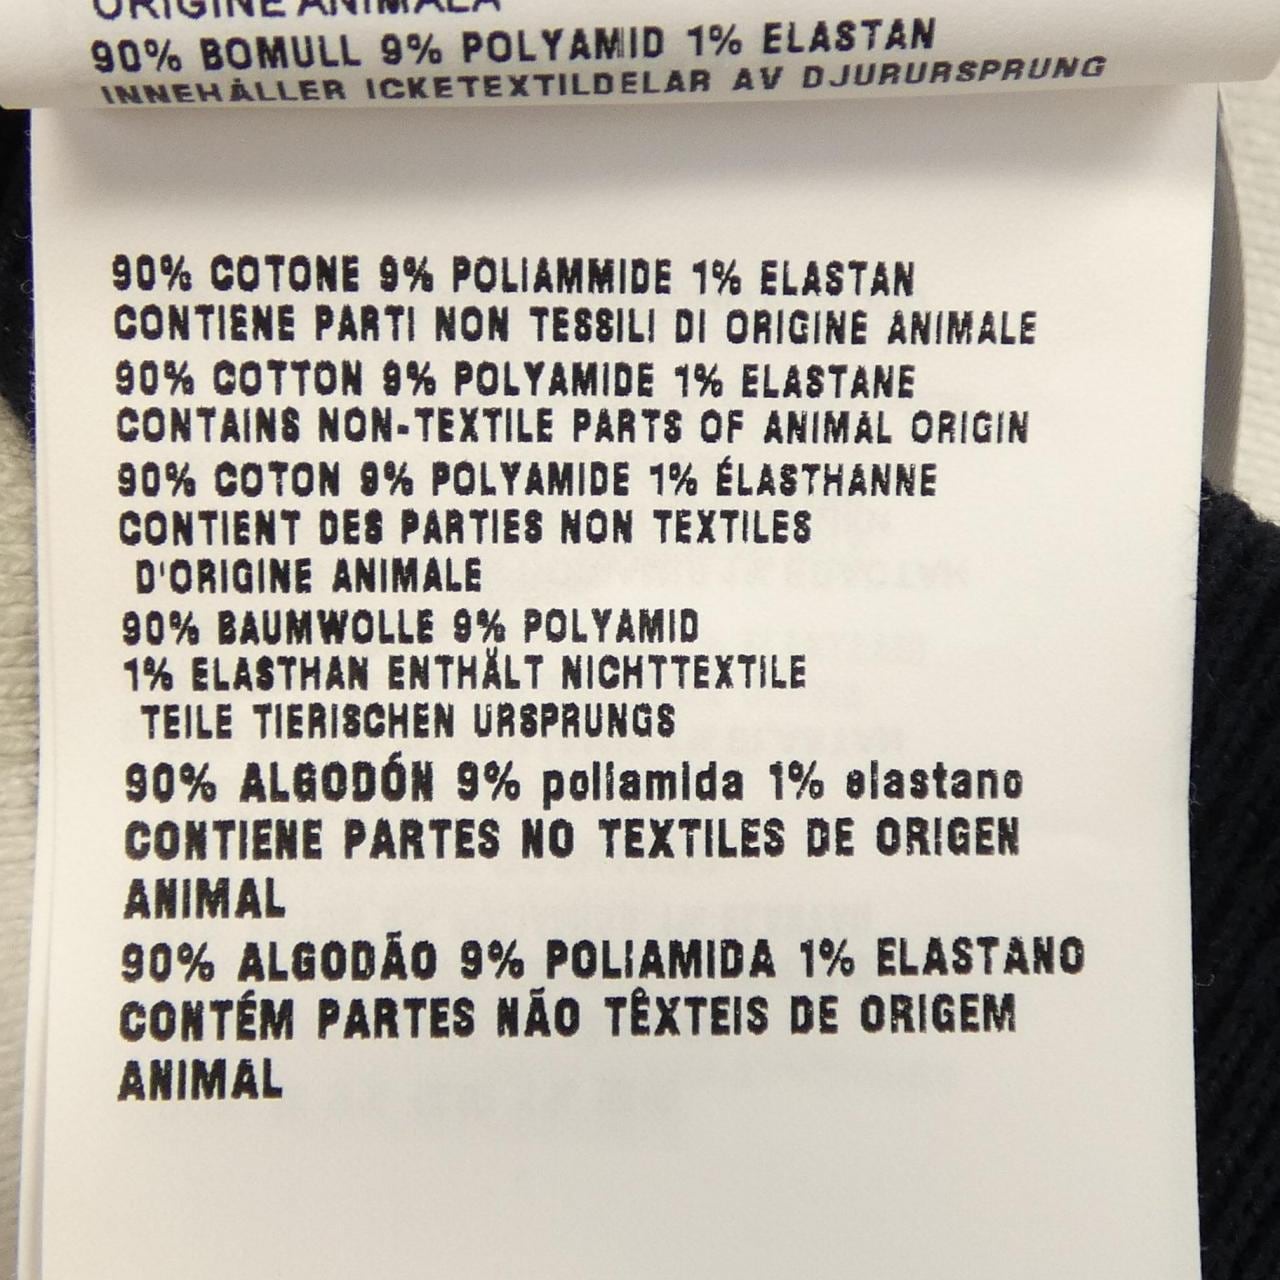 ORIGINE ANIMALĂ
90% BOMULL 9% POLYAMID 1% ELASTAN
INNEHÅLLER ICKETEXTILDELAR AV DJURURSPRUNG
90% COTONE 9% POLIAMMIDE 1% ELASTAN
CONTIENE PARTI NON TESSILI DI ORIGINE ANIMALE
90% COTTON 9% POLYAMIDE 1% ELASTANE
CONTAINS NON-TEXTILE PARTS OF ANIMAL ORIGIN
90% COTON 9% POLYAMIDE 1% ÉLASTHANNE
CONTIENT DES PARTIES NON TEXTILES
D'ORIGINE ANIMALE
90% BAUMWOLLE 9% POLYAMID
1% ELASTHAN ENTHÄLT NICHTTEXTILE
TEILE TIERISCHEN URSPRUNGS
90% ALGODÓN 9% poliamida 1% elastano
CONTIENE PARTES NO TEXTILES DE ORIGEN
ANIMAL
90% ALGODÃO 9% POLIAMIDA 1% ELASTANO
CONTÉM PARTES NÃO TÊXTEIS DE ORIGEM
ANIMAL